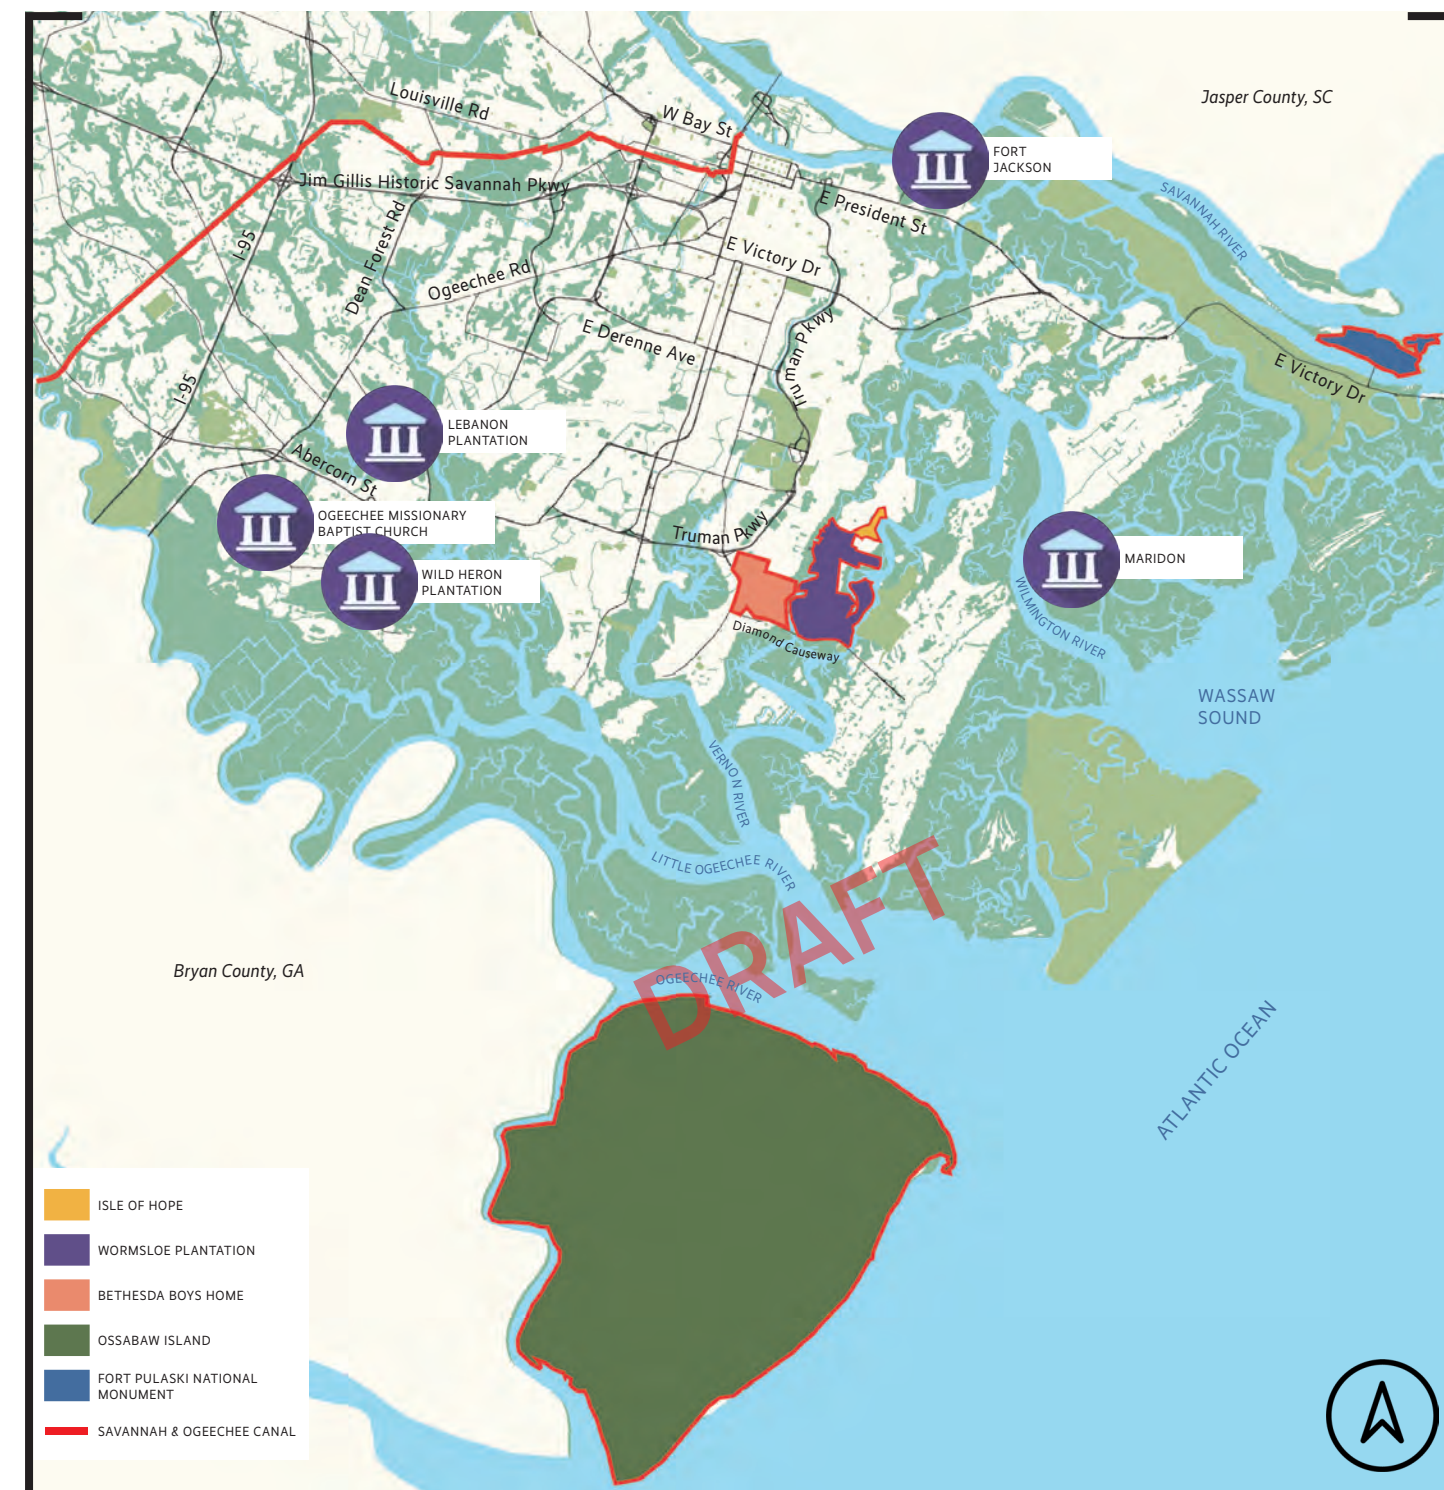 Jasper County, SC
Louisville Rd
W Bay St
FORT
JACKSON
Jim Gillis Historic Savannah Pkwy
E President St
SAVANNAH RIVER
I-95
Dean Forest Rd
Ogeechee Rd
E Victory Dr
E Derenne Ave
Truman Pkwy
E Victory Dr
I-95
LEBANON
PLANTATION
Abercorn St
OGEECHEE MISSIONARY
BAPTIST CHURCH
Truman Pkwy
WILD HERON
PLANTATION
MARIDON
WILMINGTON RIVER
Diamond Causeway
WASSAW
SOUND
VERNON RIVER
LITTLE OGEECHEE RIVER
DRAFT
Bryan County, GA
OGEECHEE RIVER
ATLANTIC OCEAN
ISLE OF HOPE
WORMSLOE PLANTATION
BETHESDA BOYS HOME
OSSABAW ISLAND
FORT PULASKI NATIONAL
MONUMENT
SAVANNAH & OGEECHEE CANAL